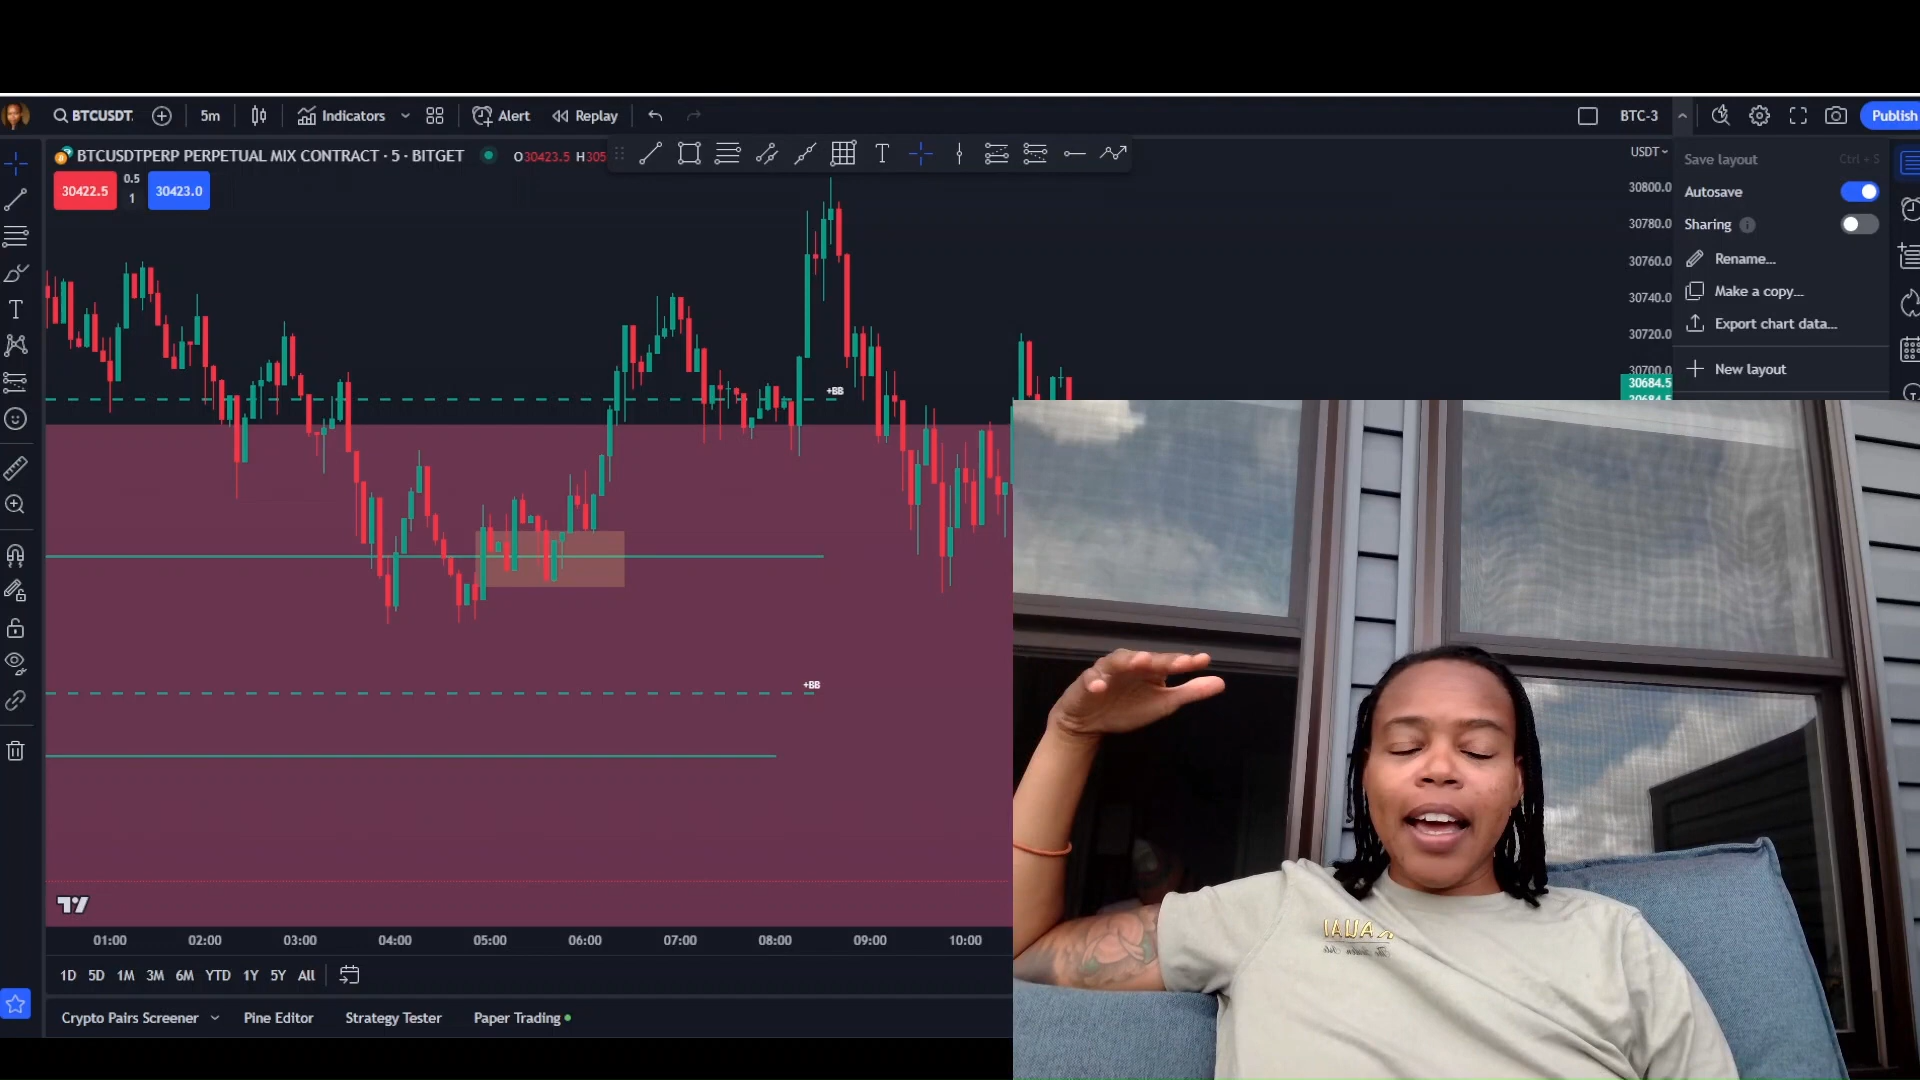 BTCUSDT. 5m Indicators Alert Replay BTC-3 Publish
BTCUSDTPERP PERPETUAL MIX CONTRACT · 5 · BITGET O30423.5 H305
30422.5 0.5 1 30423.0
USDT
30800.0
30780.0
30760.0
30740.0
30720.0
30700.0
30684.5
30684.5
Save layout Ctrl + S
Autosave
Sharing
Rename...
Make a copy...
Export chart data...
New layout
+BB
+BB
01:00 02:00 03:00 04:00 05:00 06:00 07:00 08:00 09:00 10:00
1D 5D 1M 3M 6M YTD 1Y 5Y All
Crypto Pairs Screener Pine Editor Strategy Tester Paper Trading